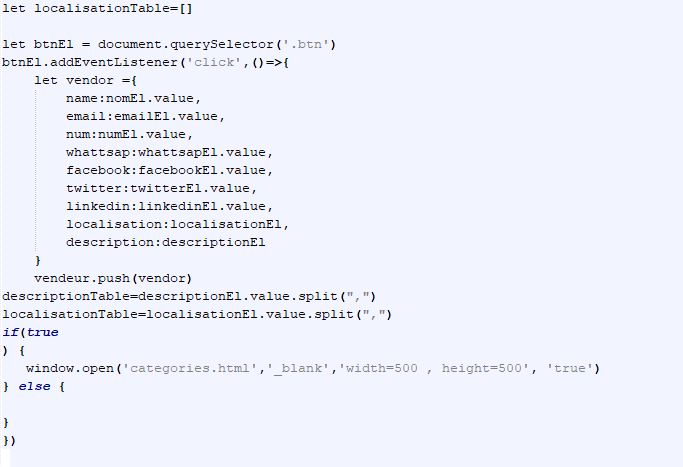 let localisationTable=[]
let btnEl = document.querySelector('.btn')
btnEl.addEventListener('click',()=>{
let vendor ={
name:nomEl.value,
email:emailEl.value,
num:numEl.value,
whattsap:whattsapEl.value,
facebook:facebookEl.value,
twitter:twitterEl.value,
linkedin:linkedinEl.value,
localisation:localisationEl,
description:descriptionEl
}
vendeur.push(vendor)
descriptionTable=descriptionEl.value.split(",")
localisationTable=localisationEl.value.split(",")
if(true
) {
window.open('categories.html','_blank','width=500 , height=500', 'true')
} else {
}
})